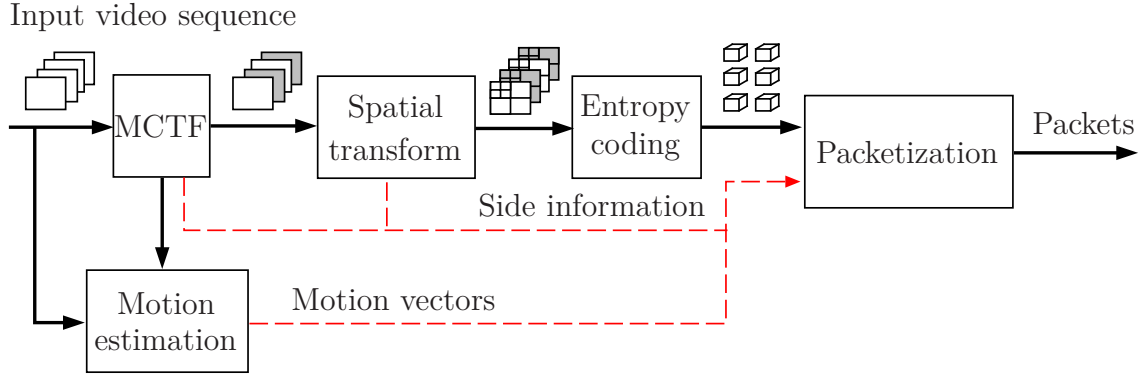 Input video sequence
MCTF
Spatial
transform
Entropy
coding
Packetization
Packets
Side information
Motion
estimation
Motion vectors